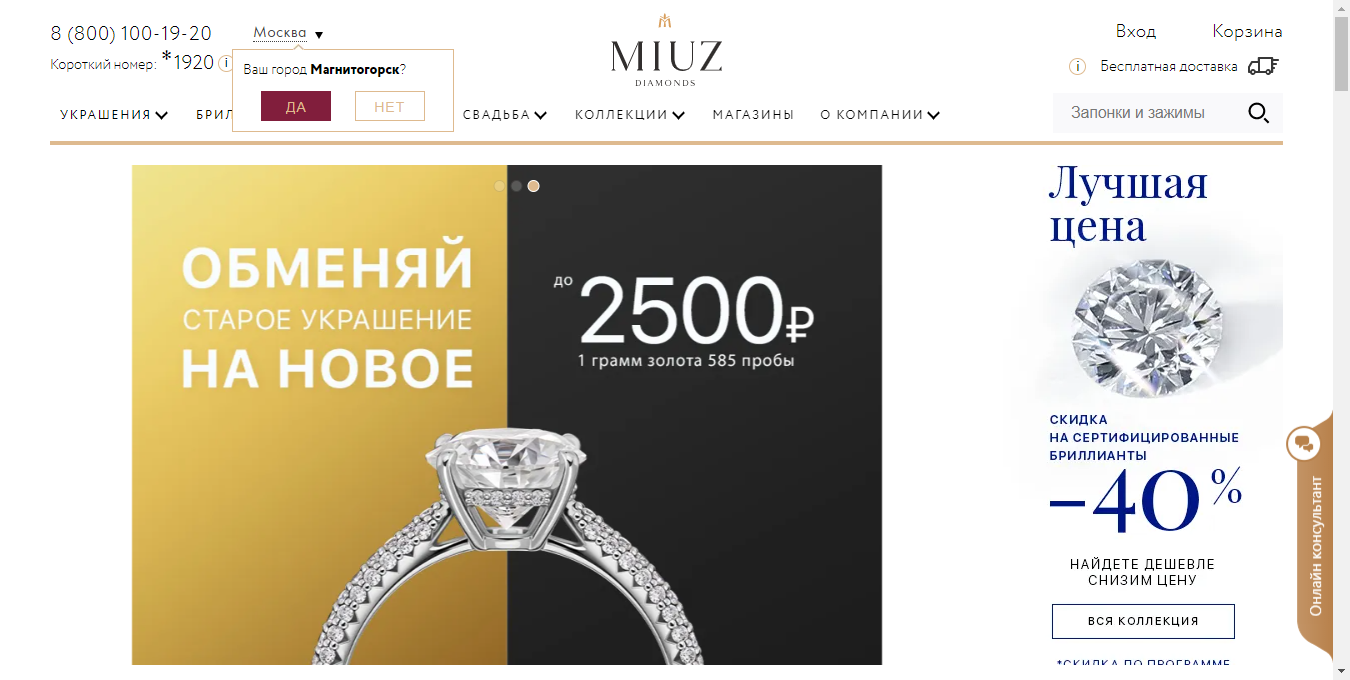 8 (800) 100-19-20
Москва ▼
Короткий номер: *1920 i
Ваш город Магнитогорск?
ДА
НЕТ
MIUZ
DIAMONDS
Вход
Корзина
i Бесплатная доставка
УКРАШЕНИЯ
СВАДЬБА
КОЛЛЕКЦИИ
МАГАЗИНЫ
О КОМПАНИИ
Запонки и зажимы
ОБМЕНЯЙ
СТАРОЕ УКРАШЕНИЕ
НА НОВОЕ
до 2500₽
1 грамм золота 585 пробы
Лучшая
цена
СКИДКА
НА СЕРТИФИЦИРОВАННЫЕ
БРИЛЛИАНТЫ
–40%
НАЙДЕТЕ ДЕШЕВЛЕ
СНИЗИМ ЦЕНУ
ВСЯ КОЛЛЕКЦИЯ
*СКИДКА ПО ПРОГРАММЕ
Онлайн консультант